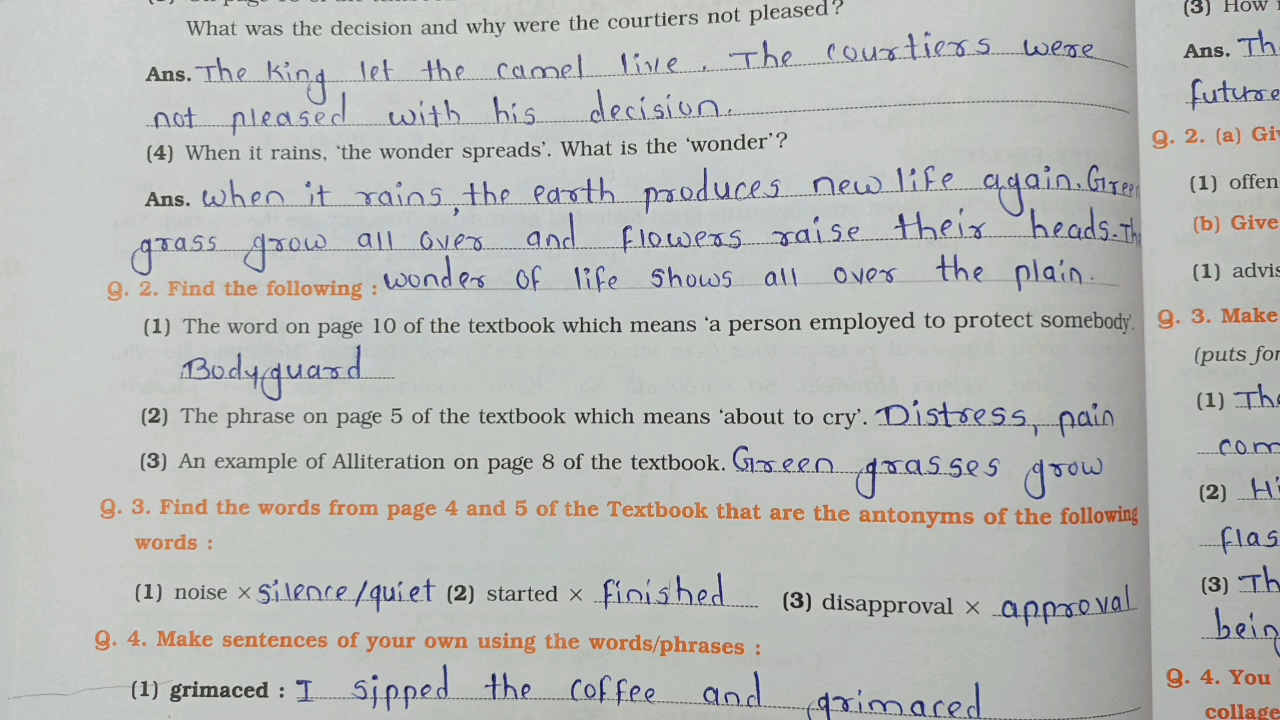 What was the decision and why were the courtiers not pleased?
Ans. The King let the camel live. The courtiers were
not pleased with his decision.
(4) When it rains, 'the wonder spreads'. What is the 'wonder'?
Ans. When it rains, the earth produces new life again. Green
grass grow all over and flowers raise their heads. The
wonder of life shows all over the plain.
Q. 2. Find the following :
(1) The word on page 10 of the textbook which means 'a person employed to protect somebody'.
Bodyguard
(2) The phrase on page 5 of the textbook which means 'about to cry'. Distress, pain
(3) An example of Alliteration on page 8 of the textbook. Green grasses grow
Q. 3. Find the words from page 4 and 5 of the Textbook that are the antonyms of the following
words :
(1) noise × silence/quiet (2) started × finished (3) disapproval × approval
Q. 4. Make sentences of your own using the words/phrases :
(1) grimaced : I sipped the coffee and grimaced
(3) How
Ans. Th
future
Q. 2. (a) Giv
(1) offen
(b) Give
(1) advis
Q. 3. Make
(puts for
(1) The
com
(2) Hi
flas
(3) Th
bein
Q. 4. You
collage